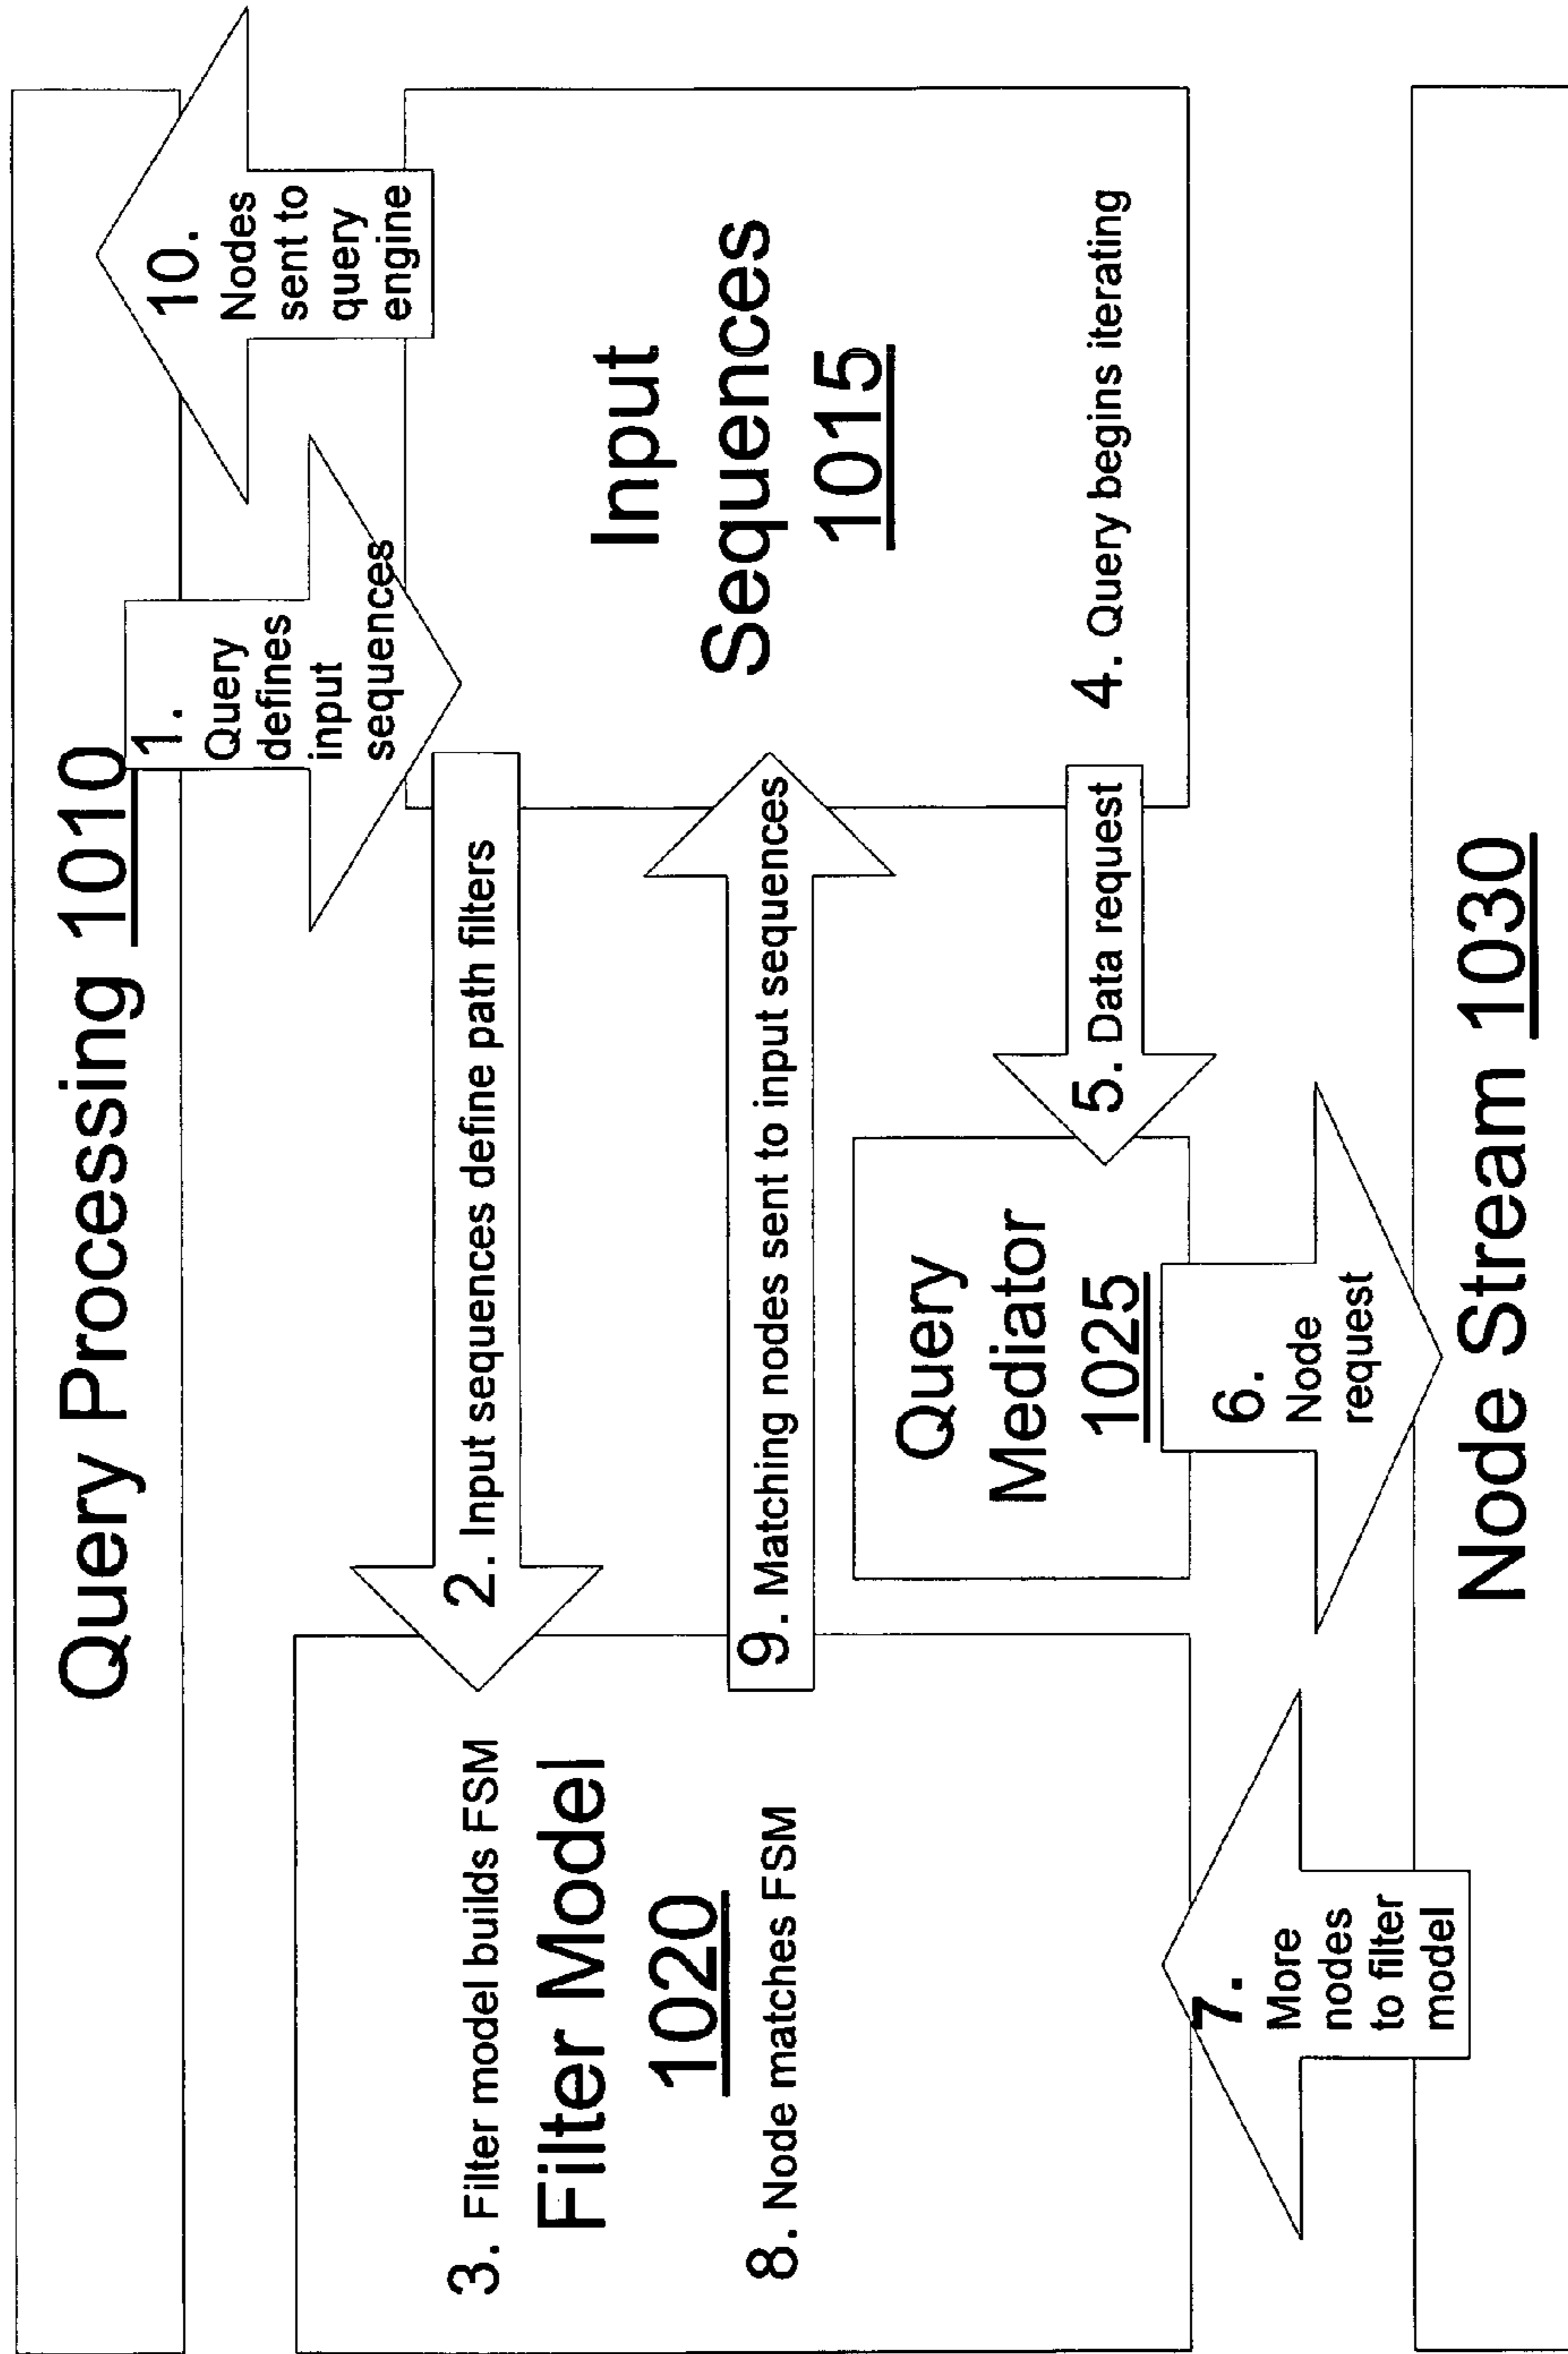 Query Processing 1010
1.
Query
defines
input
sequences
10.
Nodes
sent to
query
engine
2. Input sequences define path filters
3. Filter model builds FSM
Filter Model
1020
8. Node matches FSM
9. Matching nodes sent to input sequences
Input
Sequences
1015
4. Query begins iterating
5. Data request
Query
Mediator
1025
6.
Node
request
7.
More
nodes
to filter
model
Node Stream 1030